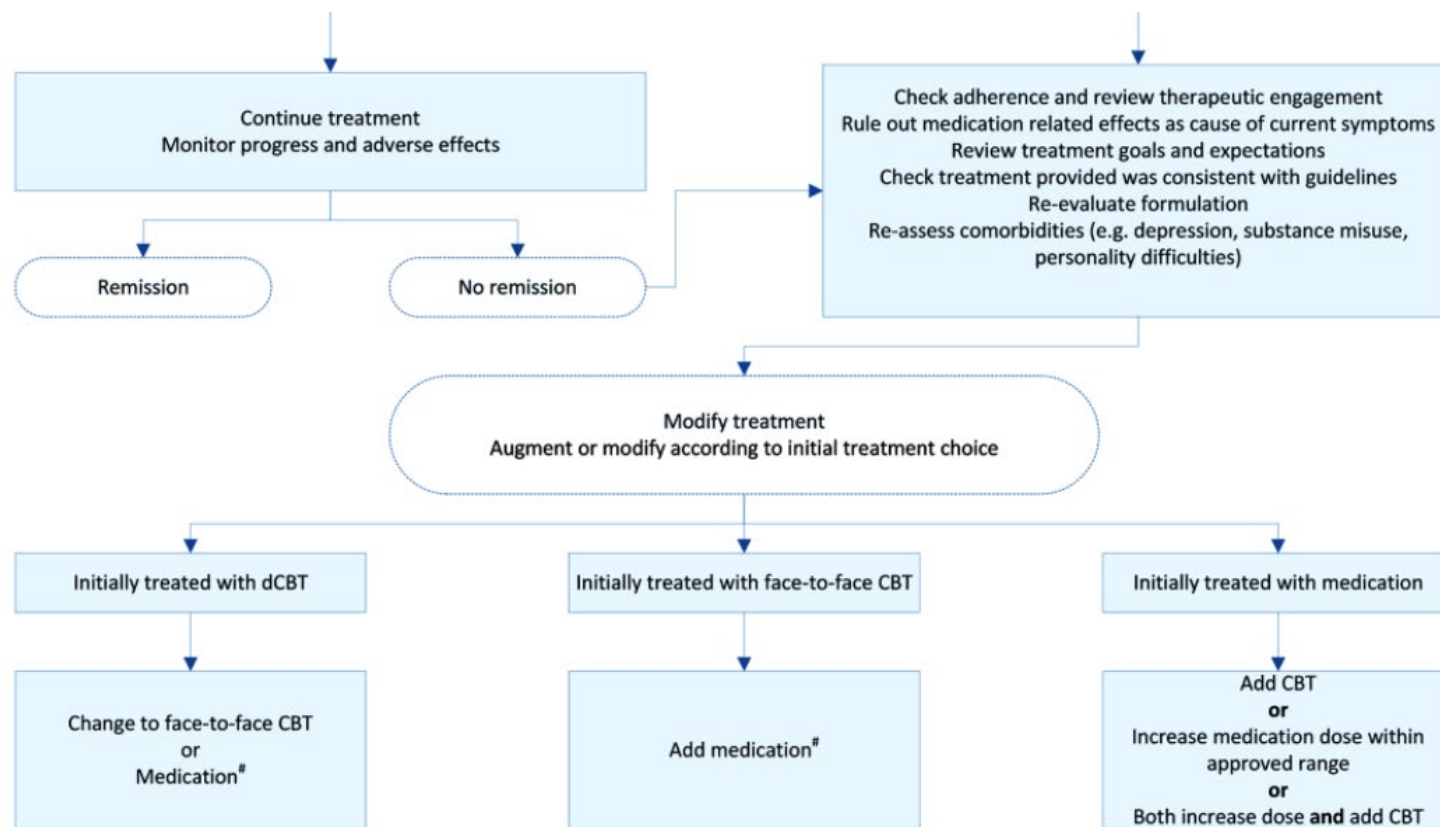 Continue treatment
Monitor progress and adverse effects
Check adherence and review therapeutic engagement
Rule out medication related effects as cause of current symptoms
Review treatment goals and expectations
Check treatment provided was consistent with guidelines
Re-evaluate formulation
Re-assess comorbidities (e.g. depression, substance misuse,
personality difficulties)
Remission
No remission
Modify treatment
Augment or modify according to initial treatment choice
Initially treated with dCBT
Initially treated with face-to-face CBT
Initially treated with medication
Change to face-to-face CBT
or
Medication#
Add medication#
Add CBT
or
Increase medication dose within
approved range
or
Both increase dose and add CBT